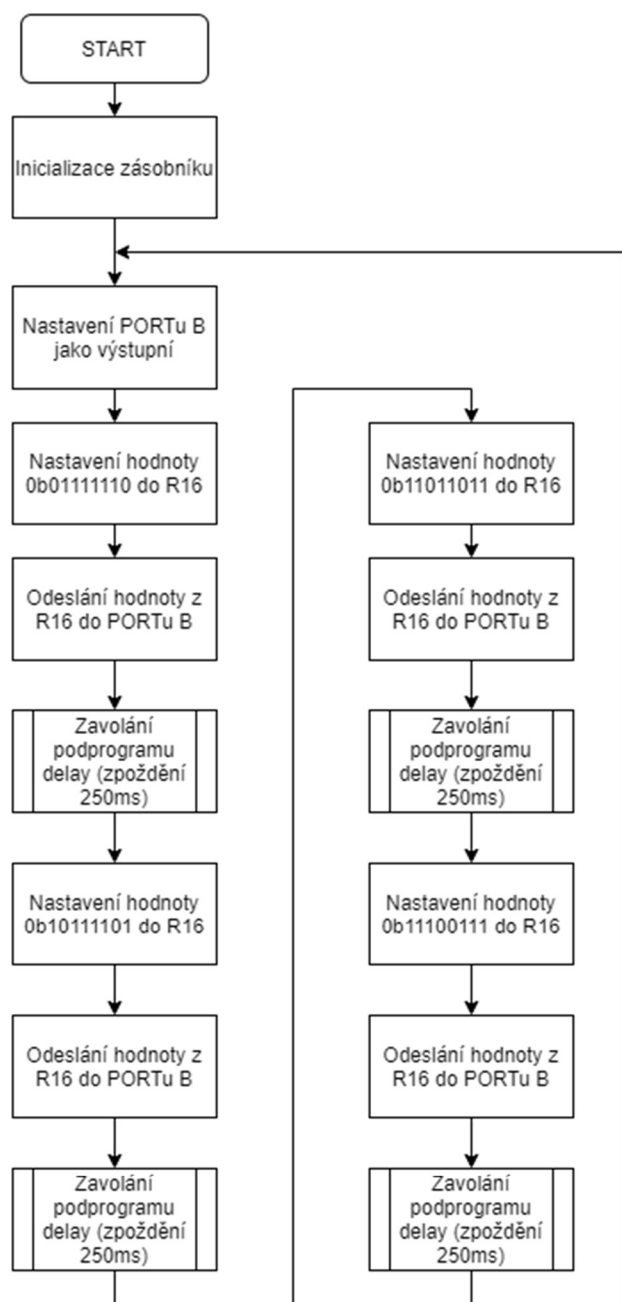 START
Inicializace zásobníku
Nastavení PORTu B
jako výstupní
Nastavení hodnoty
0b01111110 do R16
Odeslání hodnoty z
R16 do PORTu B
Zavolání
podprogramu
delay (zpoždění
250ms)
Nastavení hodnoty
0b10111101 do R16
Odeslání hodnoty z
R16 do PORTu B
Zavolání
podprogramu
delay (zpoždění
250ms)
Nastavení hodnoty
0b11011011 do R16
Odeslání hodnoty z
R16 do PORTu B
Zavolání
podprogramu
delay (zpoždění
250ms)
Nastavení hodnoty
0b11100111 do R16
Odeslání hodnoty z
R16 do PORTu B
Zavolání
podprogramu
delay (zpoždění
250ms)